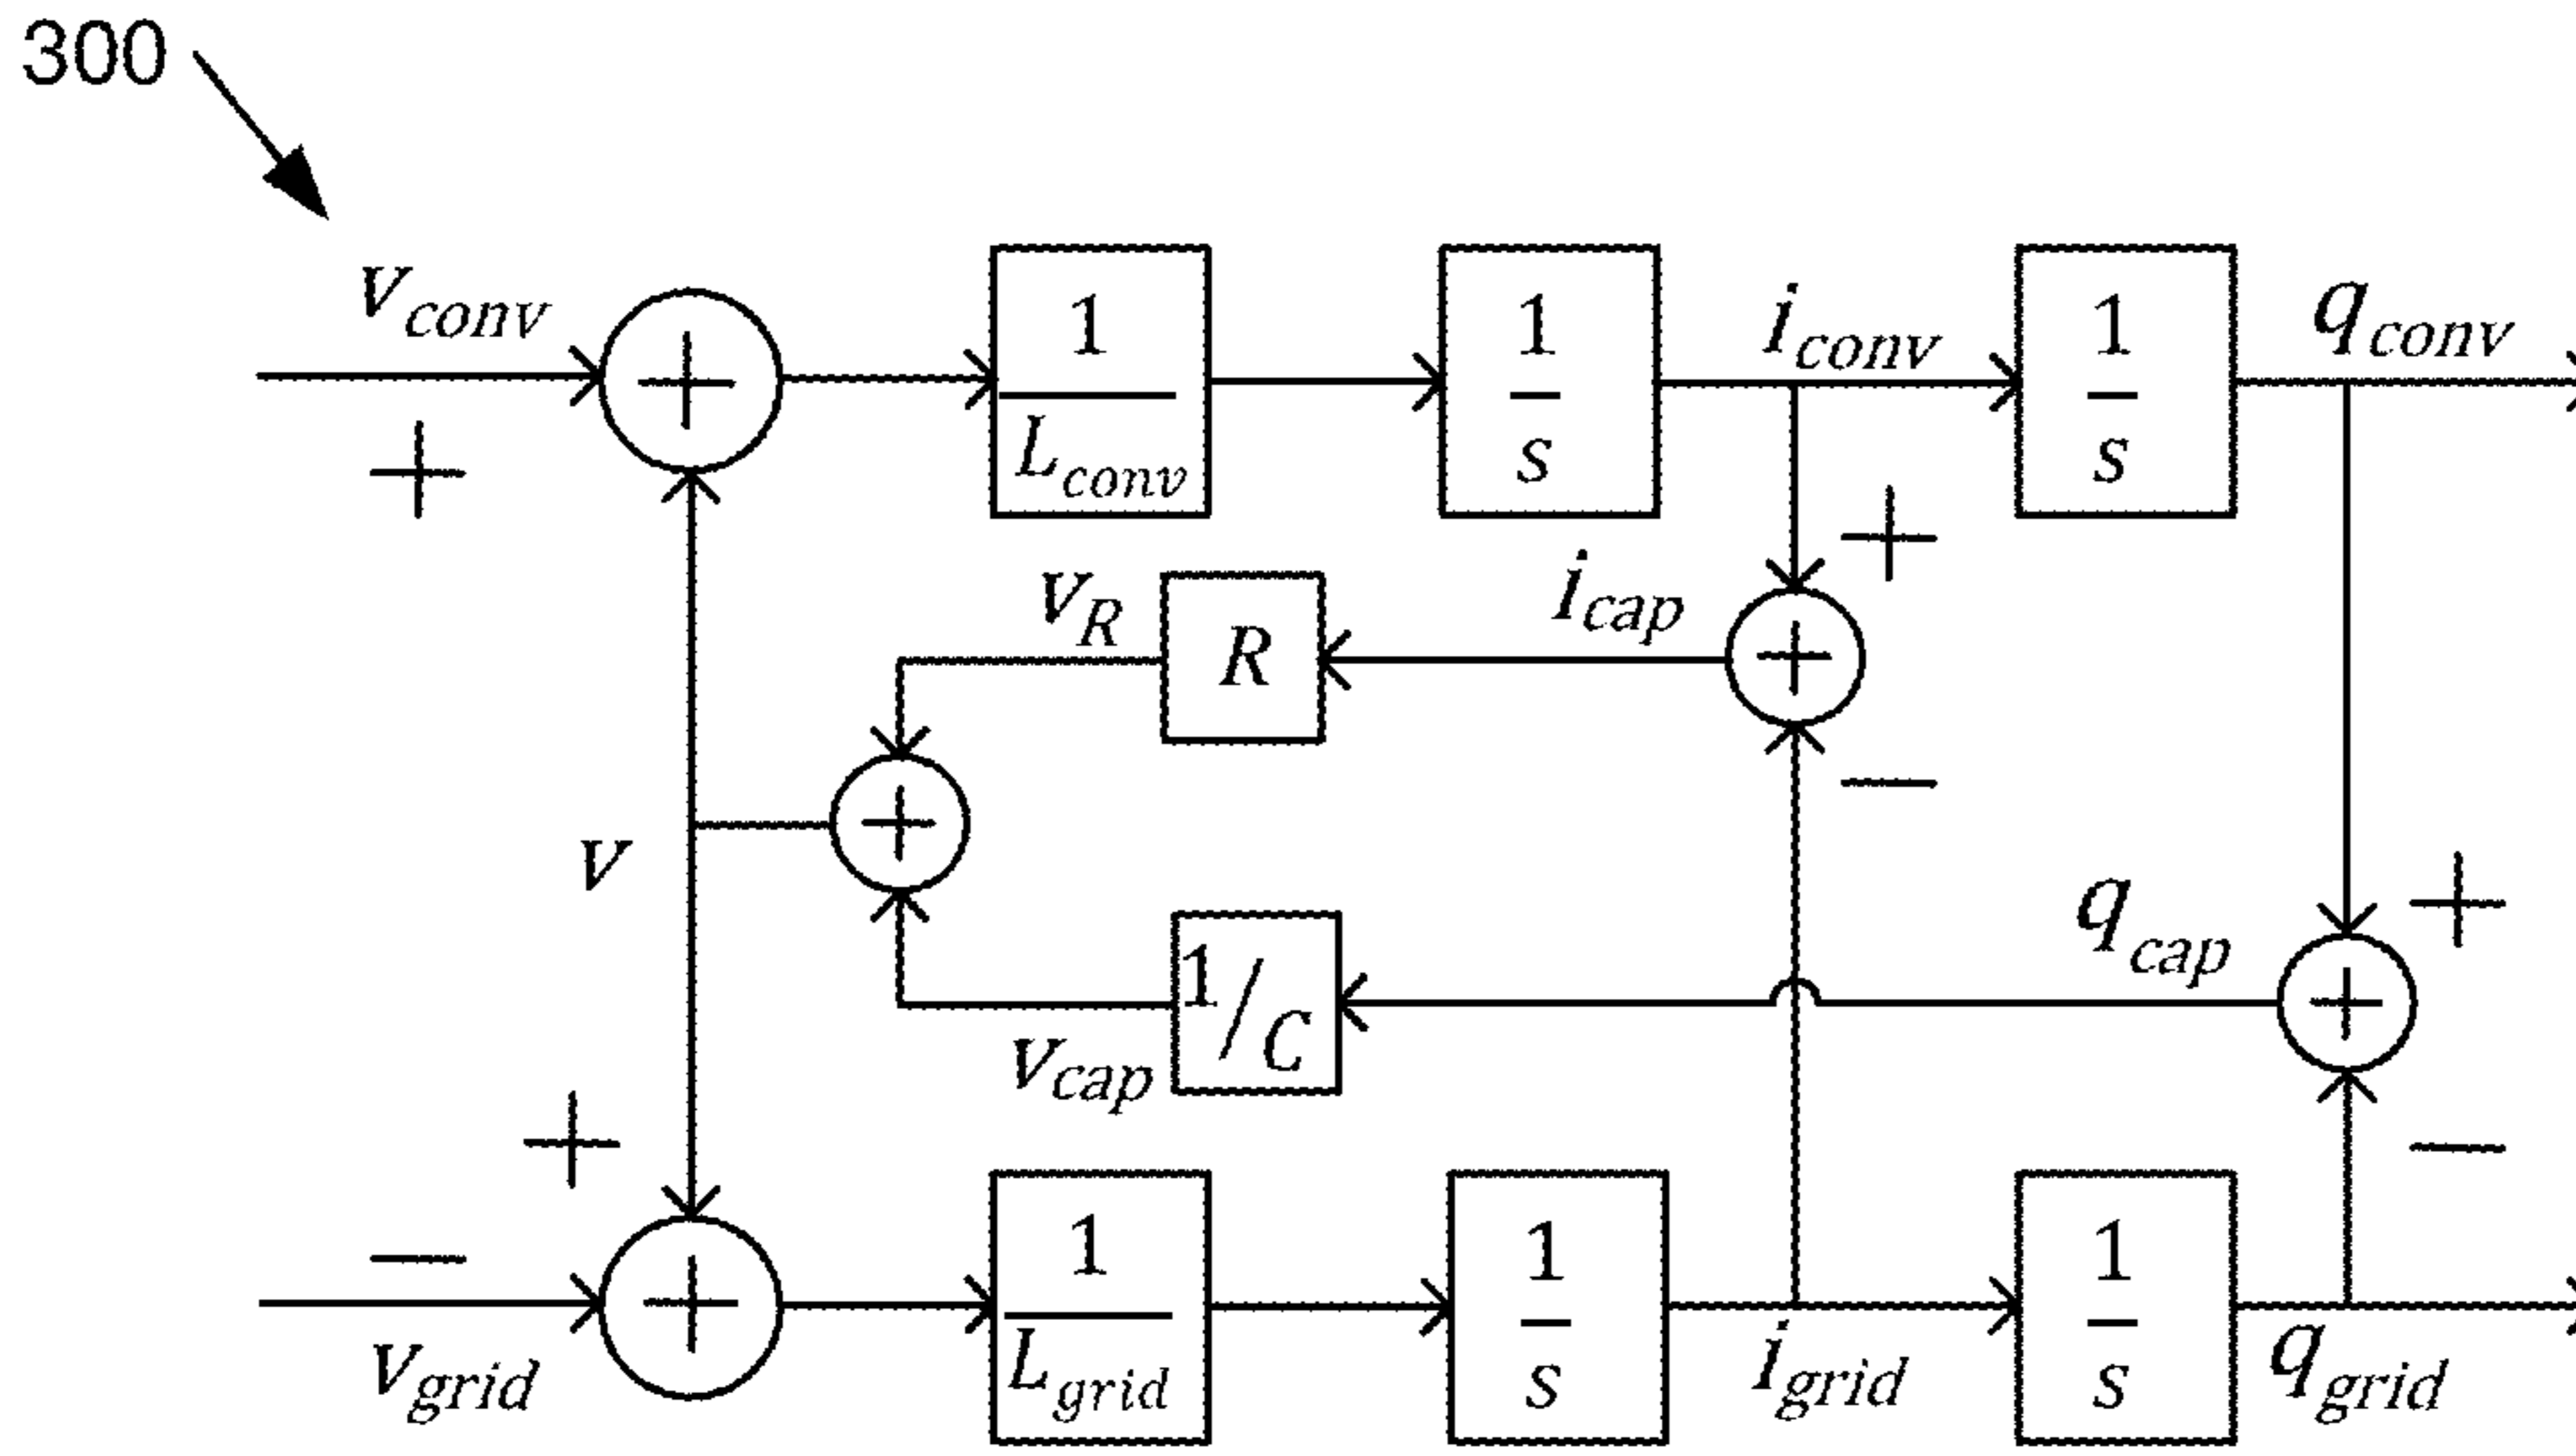 300
v_conv
+
+
1/L_conv
1/s
i_conv
1/s
q_conv
+
v_R
R
i_cap
+
−
v
+
v_cap
1/C
q_cap
+
+
−
+
−
v_grid
+
1/L_grid
1/s
i_grid
1/s
q_grid